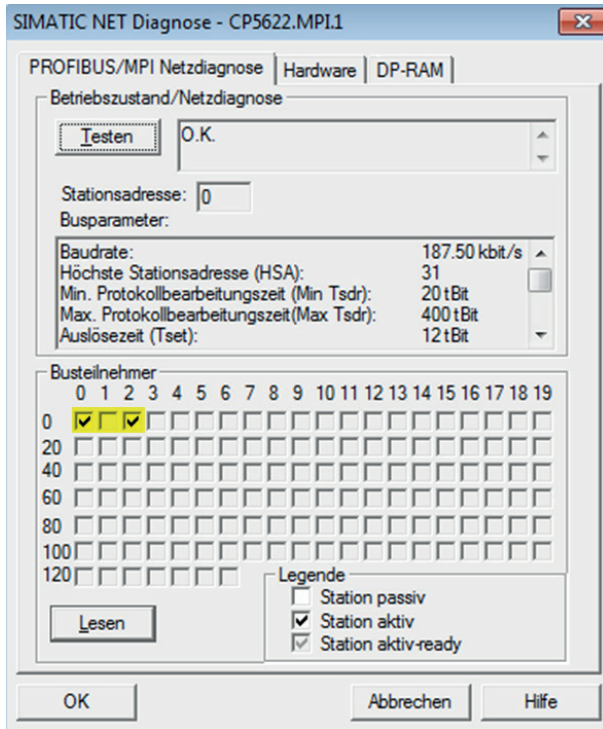 SIMATIC NET Diagnose - CP5622.MPI.1
PROFIBUS/MPI Netzdiagnose Hardware DP-RAM
Betriebszustand/Netzdiagnose
Testen O.K.
Stationsadresse: 0
Busparameter:
Baudrate: 187.50 kbit/s
Höchste Stationsadresse (HSA): 31
Min. Protokollbearbeitungszeit (Min Tsdr): 20 tBit
Max. Protokollbearbeitungszeit(Max Tsdr): 400 tBit
Auslösezeit (Tset): 12 tBit
Busteilnehmer
0 1 2 3 4 5 6 7 8 9 10 11 12 13 14 15 16 17 18 19
0
20
40
60
80
100
120
Legende
Station passiv
Station aktiv
Station aktiv-ready
Lesen
OK Abbrechen Hilfe